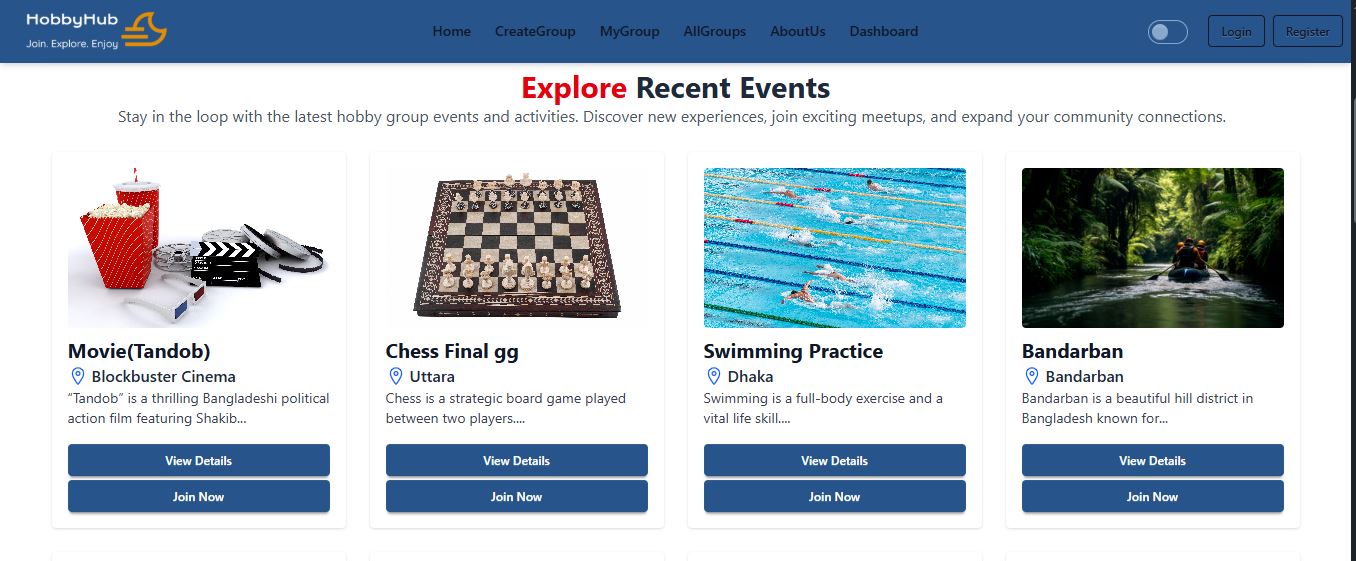 HobbyHub
Join. Explore. Enjoy
Home CreateGroup MyGroup AllGroups AboutUs Dashboard
Login Register
Explore Recent Events
Stay in the loop with the latest hobby group events and activities. Discover new experiences, join exciting meetups, and expand your community connections.
Movie(Tandob)
Blockbuster Cinema
“Tandob” is a thrilling Bangladeshi political
action film featuring Shakib...
View Details
Join Now
Chess Final gg
Uttara
Chess is a strategic board game played
between two players....
View Details
Join Now
Swimming Practice
Dhaka
Swimming is a full-body exercise and a
vital life skill....
View Details
Join Now
Bandarban
Bandarban
Bandarban is a beautiful hill district in
Bangladesh known for...
View Details
Join Now